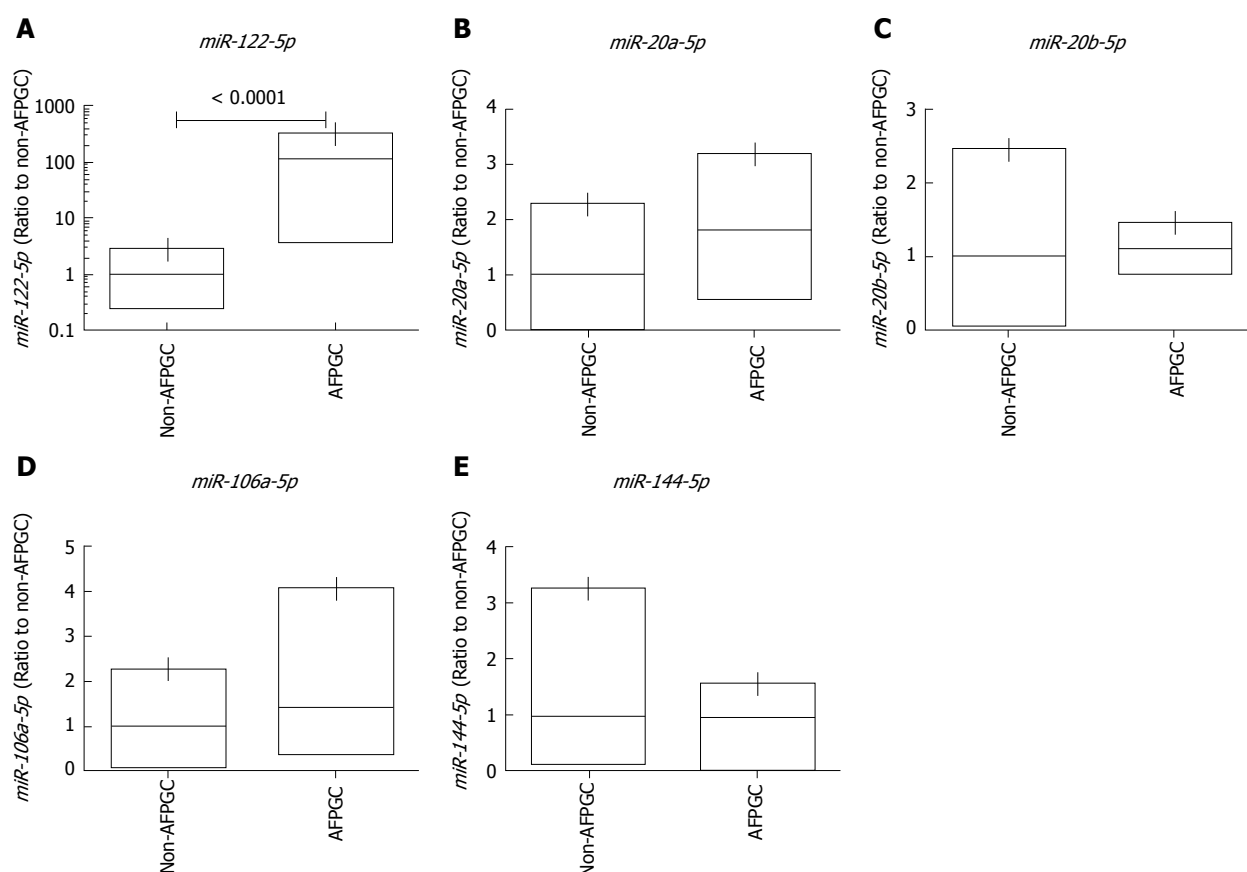 A
miR-122-5p
miR-122-5p (Ratio to non-AFPGC)
1000
100
10
1
0.1
< 0.0001
Non-AFPGC
AFPGC
B
miR-20a-5p
miR-20a-5p (Ratio to non-AFPGC)
4
3
2
1
0
Non-AFPGC
AFPGC
C
miR-20b-5p
miR-20b-5p (Ratio to non-AFPGC)
3
2
1
0
Non-AFPGC
AFPGC
D
miR-106a-5p
miR-106a-5p (Ratio to non-AFPGC)
5
4
3
2
1
0
Non-AFPGC
AFPGC
E
miR-144-5p
miR-144-5p (Ratio to non-AFPGC)
4
3
2
1
0
Non-AFPGC
AFPGC